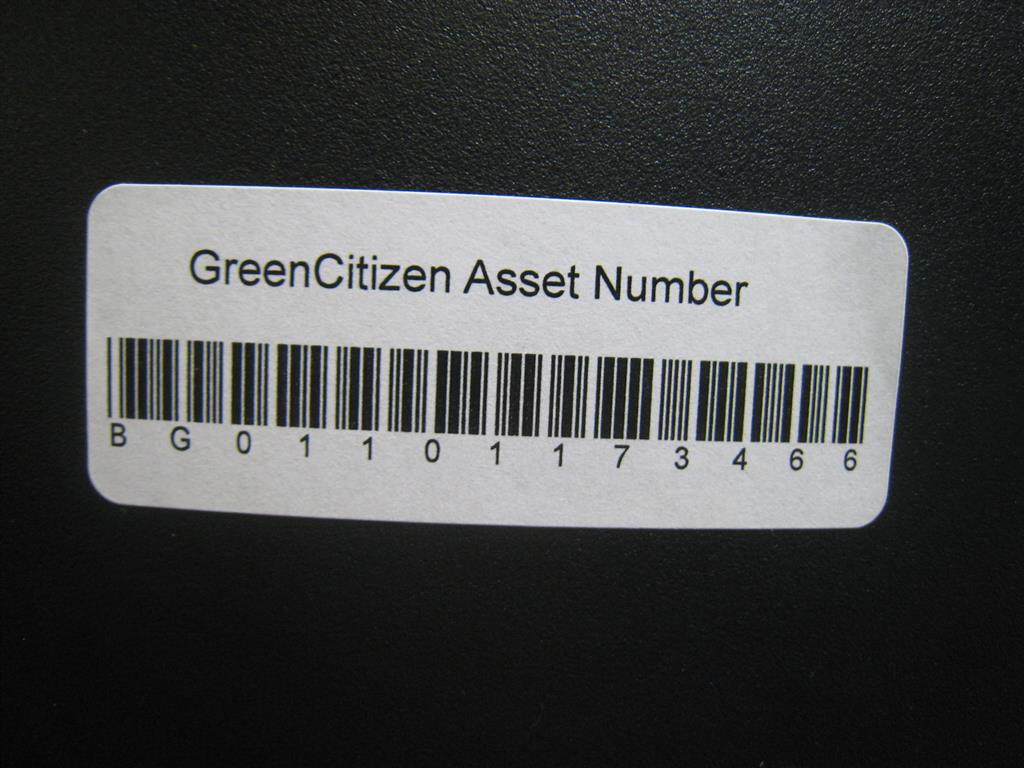 GreenCitizen Asset Number
B G 0 1 1 0 1 1 7 3 4 6 6